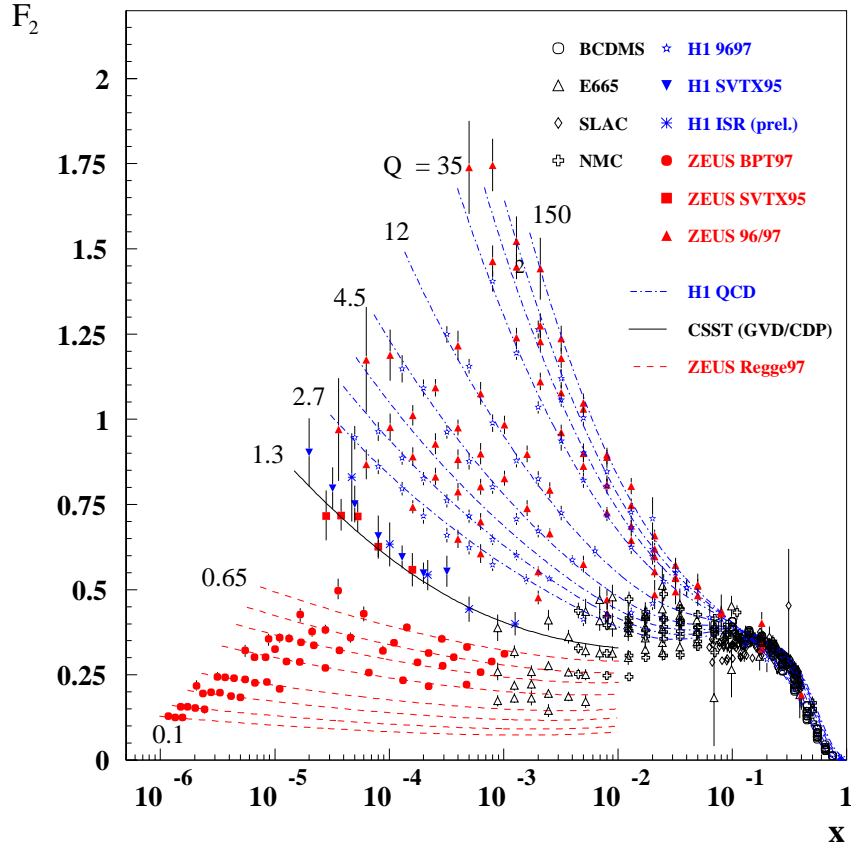 F2
2
1.75
1.5
1.25
1
0.75
0.5
0.25
0
10^-6
10^-5
10^-4
10^-3
10^-2
10^-1
1
x
BCDMS
E665
SLAC
NMC
H1 9697
H1 SVTX95
H1 ISR (prel.)
ZEUS BPT97
ZEUS SVTX95
ZEUS 96/97
H1 QCD
CSST (GVD/CDP)
ZEUS Regge97
Q = 35
2
150
12
4.5
2.7
1.3
0.65
0.1